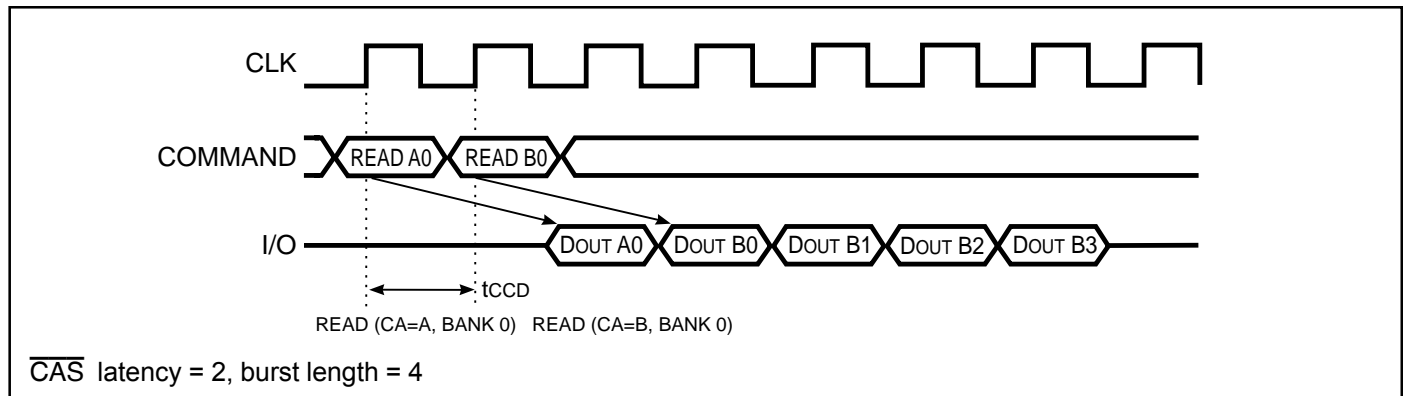 CLK
COMMAND READ A0 READ B0
I/O DOUT A0 DOUT B0 DOUT B1 DOUT B2 DOUT B3
tCCD
READ (CA=A, BANK 0) READ (CA=B, BANK 0)
CAS latency = 2, burst length = 4